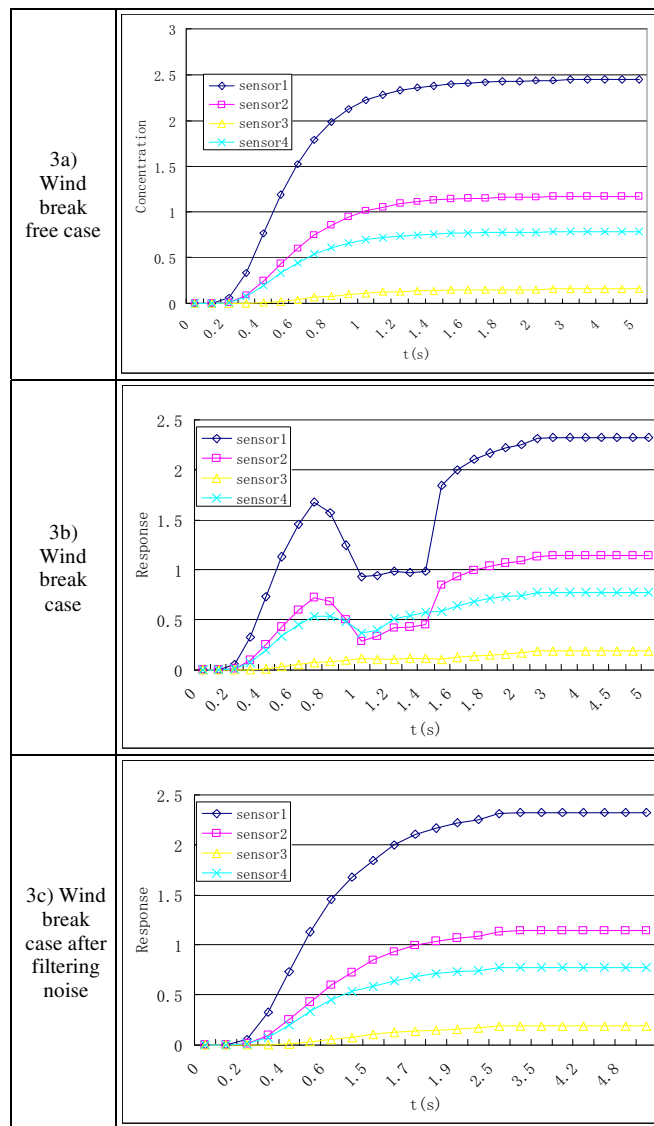 3a)
Wind
break
free case
Concentration
3
2.5
2
1.5
1
0.5
0
sensor1
sensor2
sensor3
sensor4
0
0.2
0.4
0.6
0.8
1
1.2
1.4
1.6
1.8
2
3
4
5
t(s)
3b)
Wind
break
case
Response
2.5
2
1.5
1
0.5
0
sensor1
sensor2
sensor3
sensor4
0
0.2
0.4
0.6
0.8
1
1.2
1.4
1.6
1.8
2
3
4
4.5
5
t(s)
3c) Wind
break
case after
filtering
noise
Response
2.5
2
1.5
1
0.5
0
sensor1
sensor2
sensor3
sensor4
0
0.2
0.4
0.6
1.5
1.7
1.9
2.5
3.5
4.2
4.8
t(s)